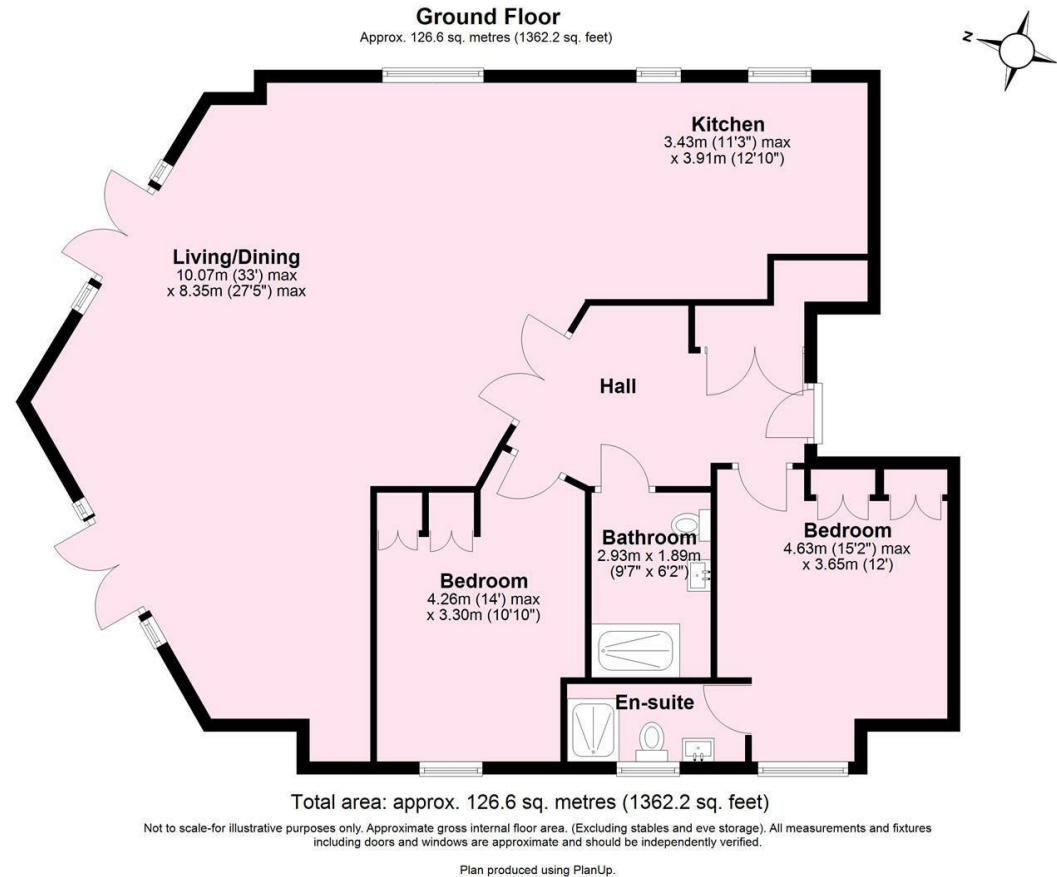 Ground Floor
Approx. 126.6 sq. metres (1362.2 sq. feet)
N
Kitchen
3.43m (11'3") max
x 3.91m (12'10")
Living/Dining
10.07m (33') max
x 8.35m (27'5") max
Hall
Bathroom
2.93m x 1.89m
(9'7" x 6'2")
Bedroom
4.63m (15'2") max
x 3.65m (12')
Bedroom
4.26m (14') max
x 3.30m (10'10")
En-suite
Total area: approx. 126.6 sq. metres (1362.2 sq. feet)
Not to scale-for illustrative purposes only. Approximate gross internal floor area. (Excluding stables and eve storage). All measurements and fixtures
including doors and windows are approximate and should be independently verified.
Plan produced using PlanUp.